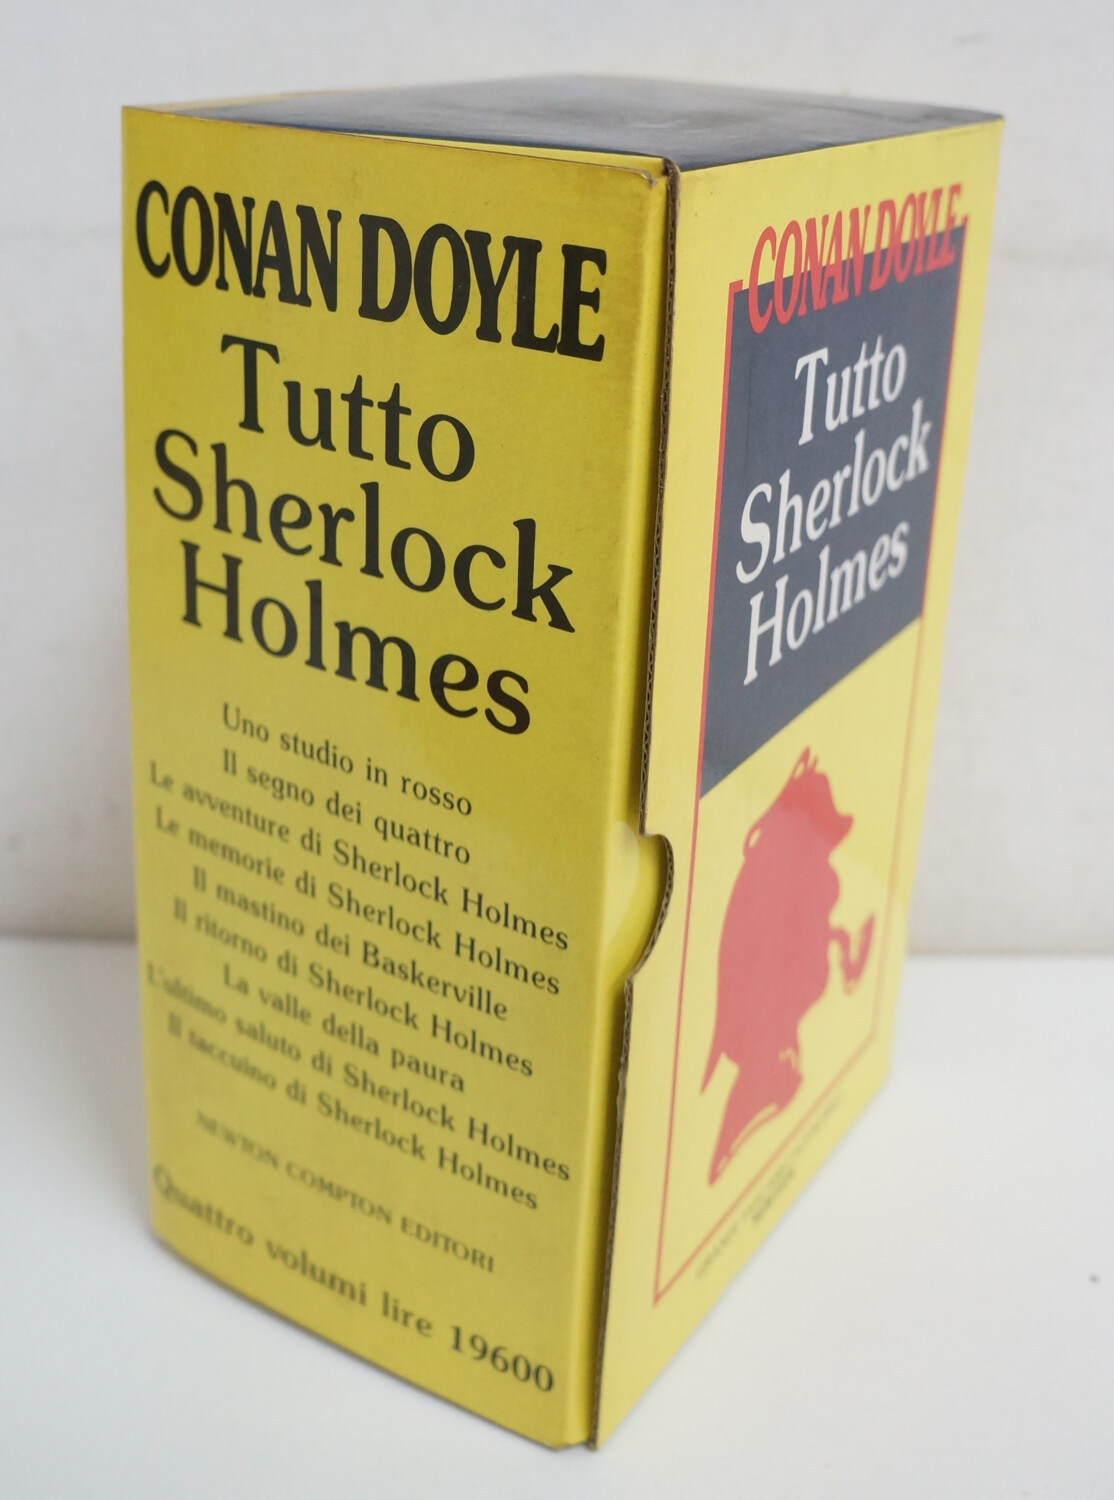 CONAN DOYLE
Tutto
Sherlock
Holmes
Uno studio in rosso
Il segno dei quattro
Le avventure di Sherlock Holmes
Le memorie di Sherlock Holmes
Il mastino dei Baskerville
Il ritorno di Sherlock Holmes
La valle della paura
L'ultimo saluto di Sherlock Holmes
Il taccuino di Sherlock Holmes
NEWTON COMPTON EDITORI
Quattro volumi lire 19600
CONAN DOYLE
Tutto
Sherlock
Holmes